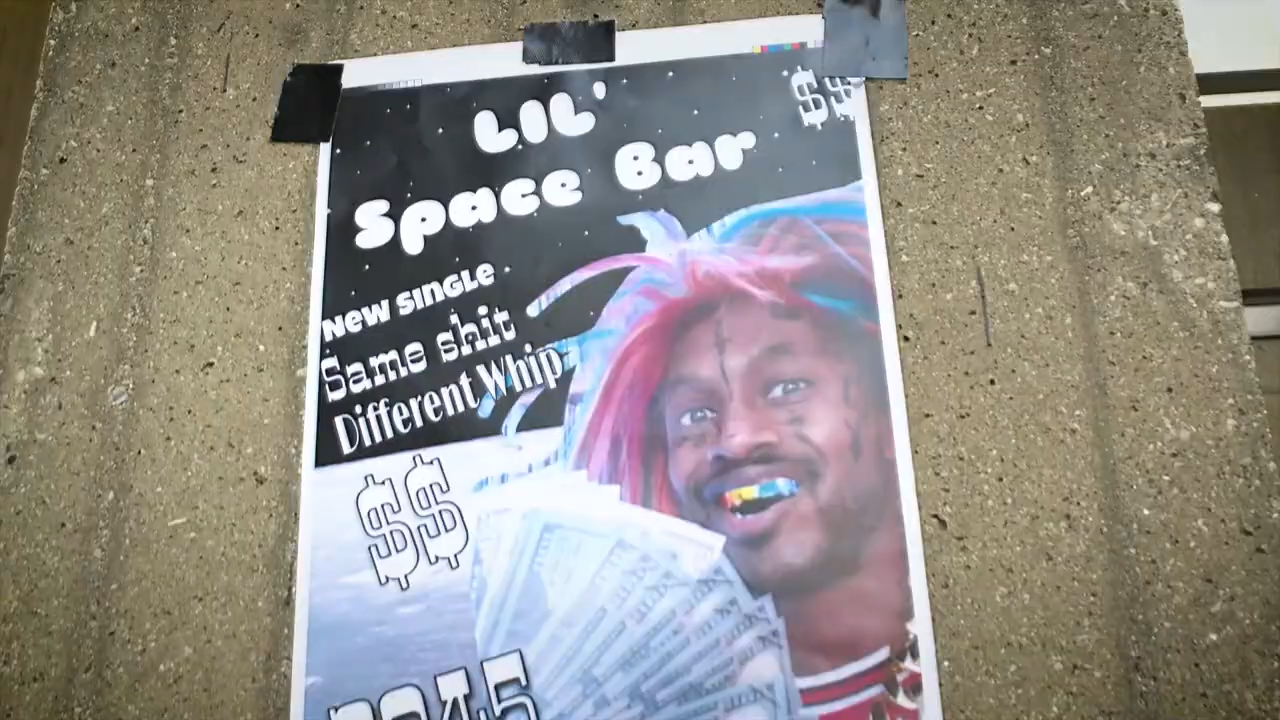 LIL'
$$
Space Bar
New single
Same shit
Different Whip
$$